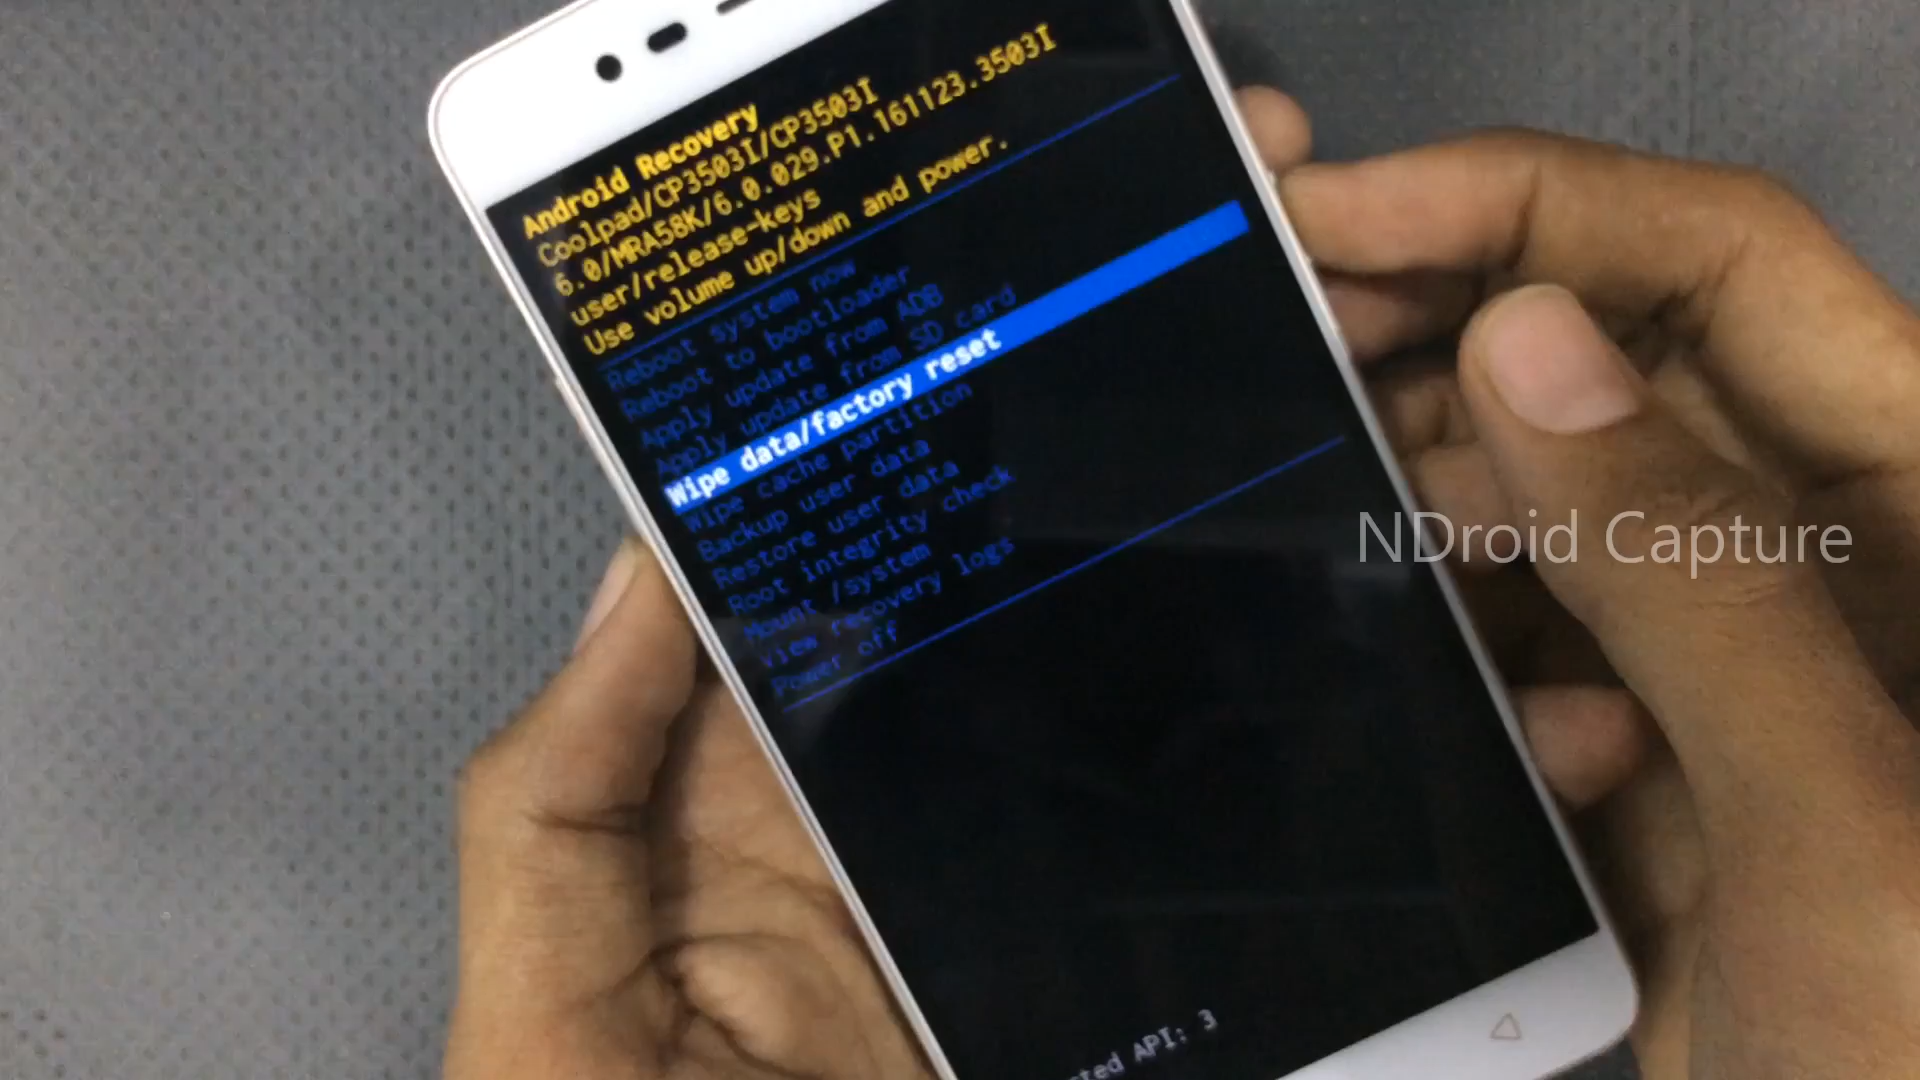 Android Recovery
Coolpad/CP3503I/CP3503I
6.0/MRA58K/6.0.029.P1.161123.3503I
user/release-keys
Use volume up/down and power.
Reboot system now
Reboot to bootloader
Apply update from ADB
Apply update from SD card
Wipe data/factory reset
Wipe cache partition
Backup user data
Restore user data
Root integrity check
Mount /system
View recovery logs
Power off
API: 3
NDroid Capture